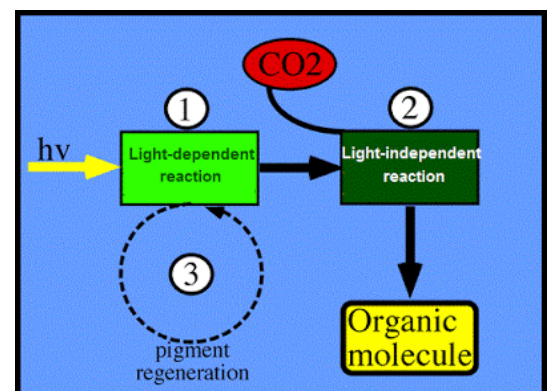 CO2
1
2
hv
Light-dependent
reaction
Light-independent
reaction
3
pigment
regeneration
Organic
molecule